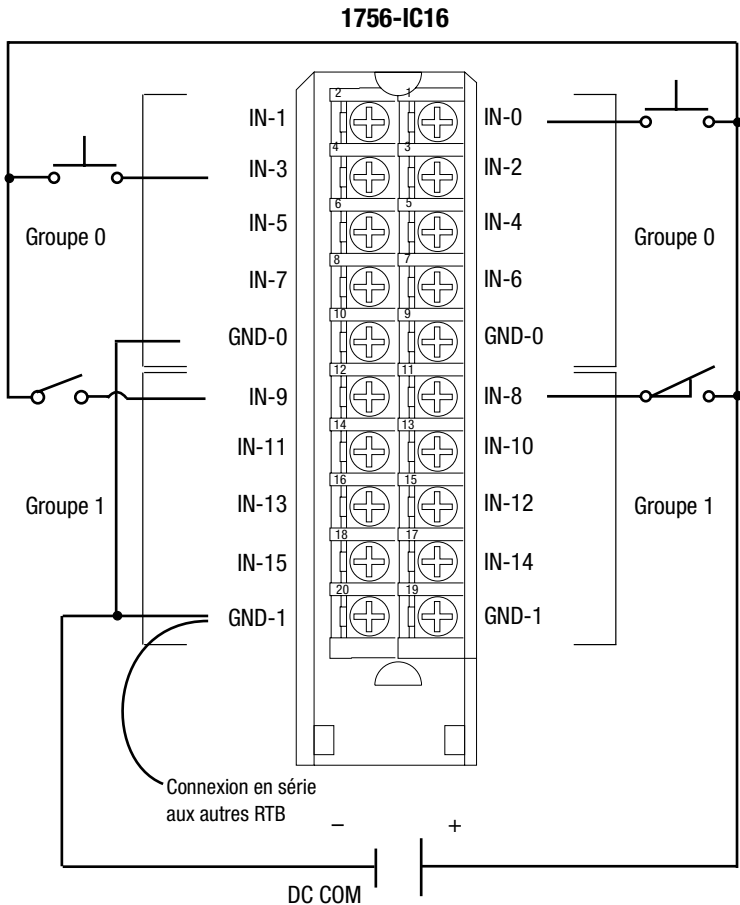 1756-IC16
2 1
IN-1 IN-0
4 3
IN-3 IN-2
6 5
IN-5 IN-4
Groupe 0 Groupe 0
8 7
IN-7 IN-6
10 9
GND-0 GND-0
12 11
IN-9 IN-8
14 13
IN-11 IN-10
16 15
IN-13 IN-12
Groupe 1 Groupe 1
18 17
IN-15 IN-14
20 19
GND-1 GND-1
Connexion en série
aux autres RTB
– +
DC COM